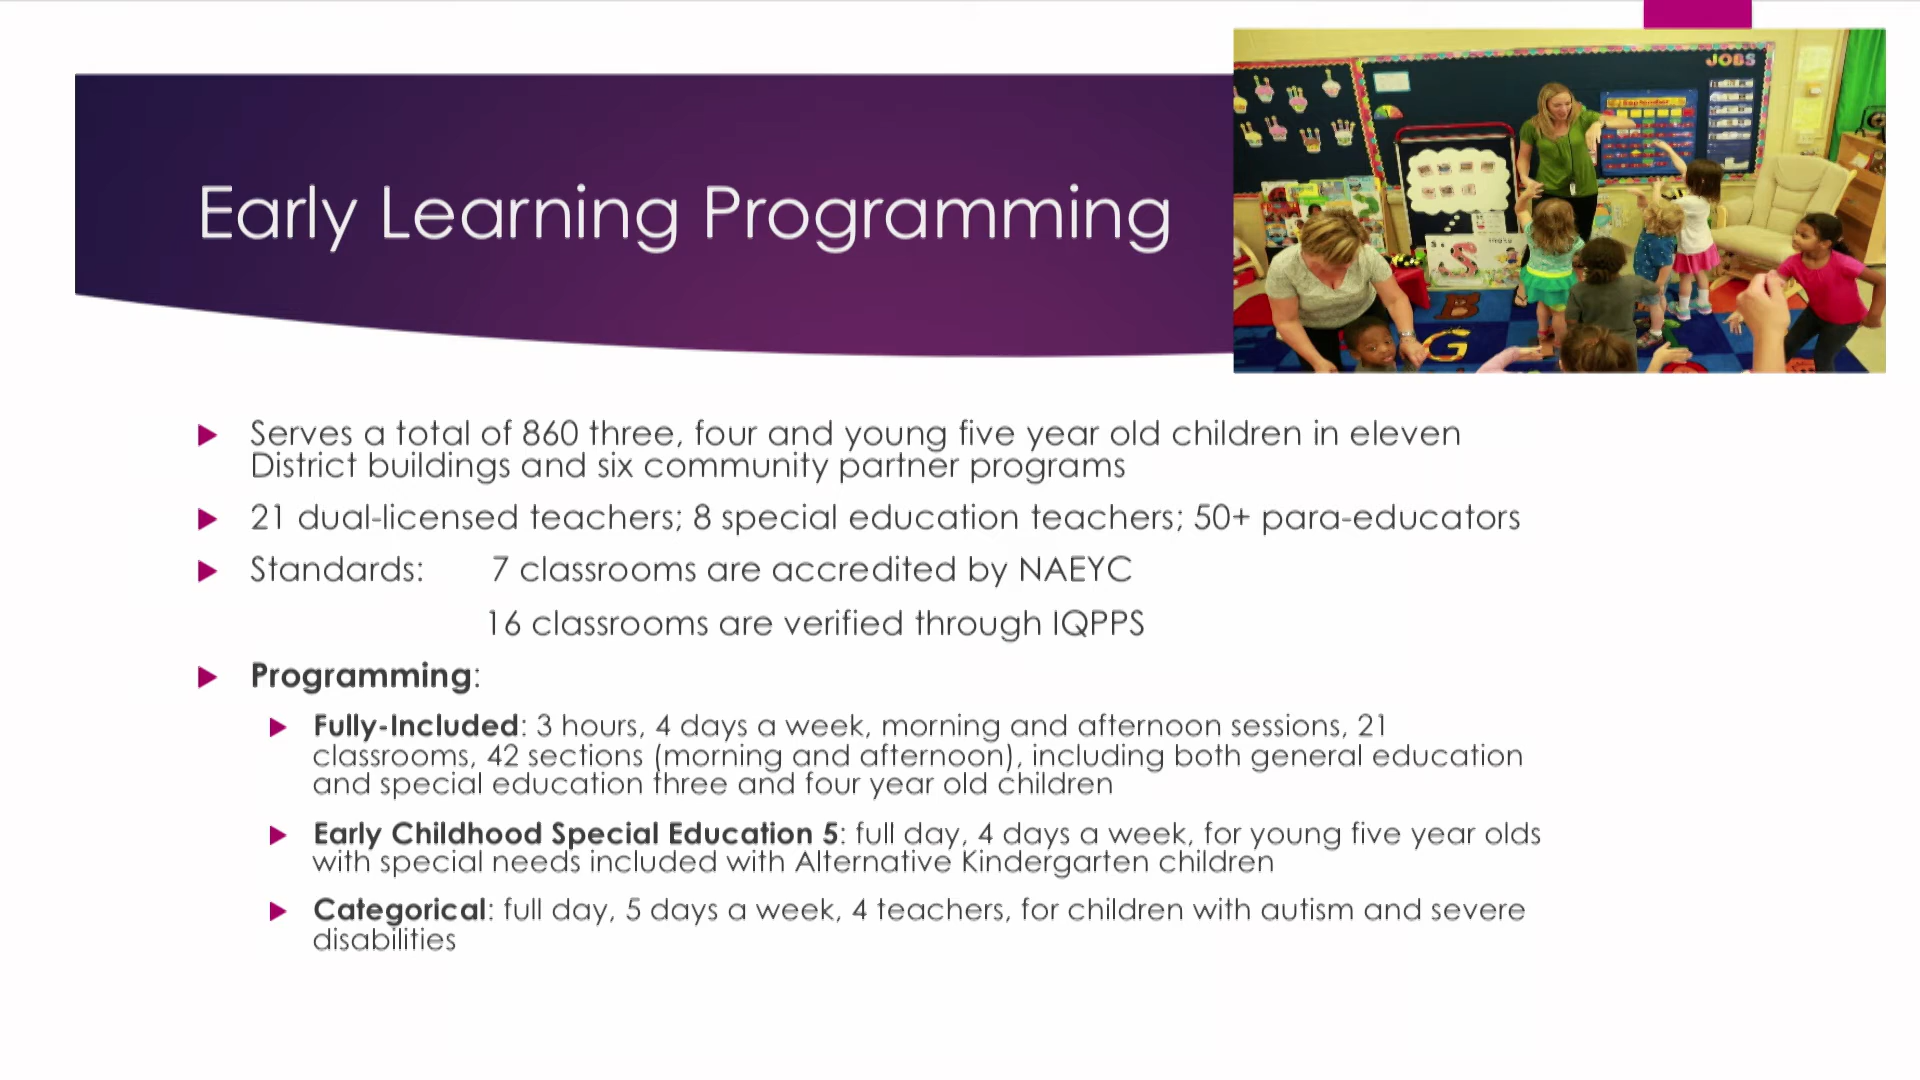 JOBS
September
Early Learning Programming
Serves a total of 860 three, four and young five year old children in eleven
District buildings and six community partner programs
21 dual-licensed teachers; 8 special education teachers; 50+ para-educators
Standards: 7 classrooms are accredited by NAEYC
16 classrooms are verified through IQPPS
Programming:
Fully-Included: 3 hours, 4 days a week, morning and afternoon sessions, 21
classrooms, 42 sections (morning and afternoon), including both general education
and special education three and four year old children
Early Childhood Special Education 5: full day, 4 days a week, for young five year olds
with special needs included with Alternative Kindergarten children
Categorical: full day, 5 days a week, 4 teachers, for children with autism and severe
disabilities